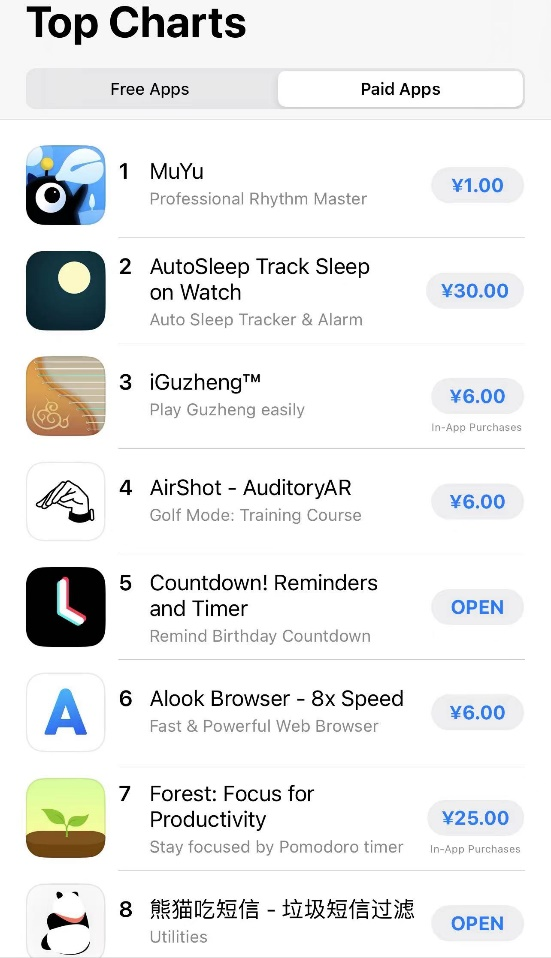 Top Charts
Free Apps
Paid Apps
1
MuYu
Professional Rhythm Master
¥1.00
2
AutoSleep Track Sleep
on Watch
Auto Sleep Tracker & Alarm
¥30.00
3
iGuzheng™
Play Guzheng easily
¥6.00
In-App Purchases
4
AirShot - AuditoryAR
Golf Mode: Training Course
¥6.00
5
Countdown! Reminders
and Timer
Remind Birthday Countdown
OPEN
6
Alook Browser - 8x Speed
Fast & Powerful Web Browser
¥6.00
7
Forest: Focus for
Productivity
Stay focused by Pomodoro timer
¥25.00
In-App Purchases
8
熊猫吃短信 - 垃圾短信过滤
Utilities
OPEN